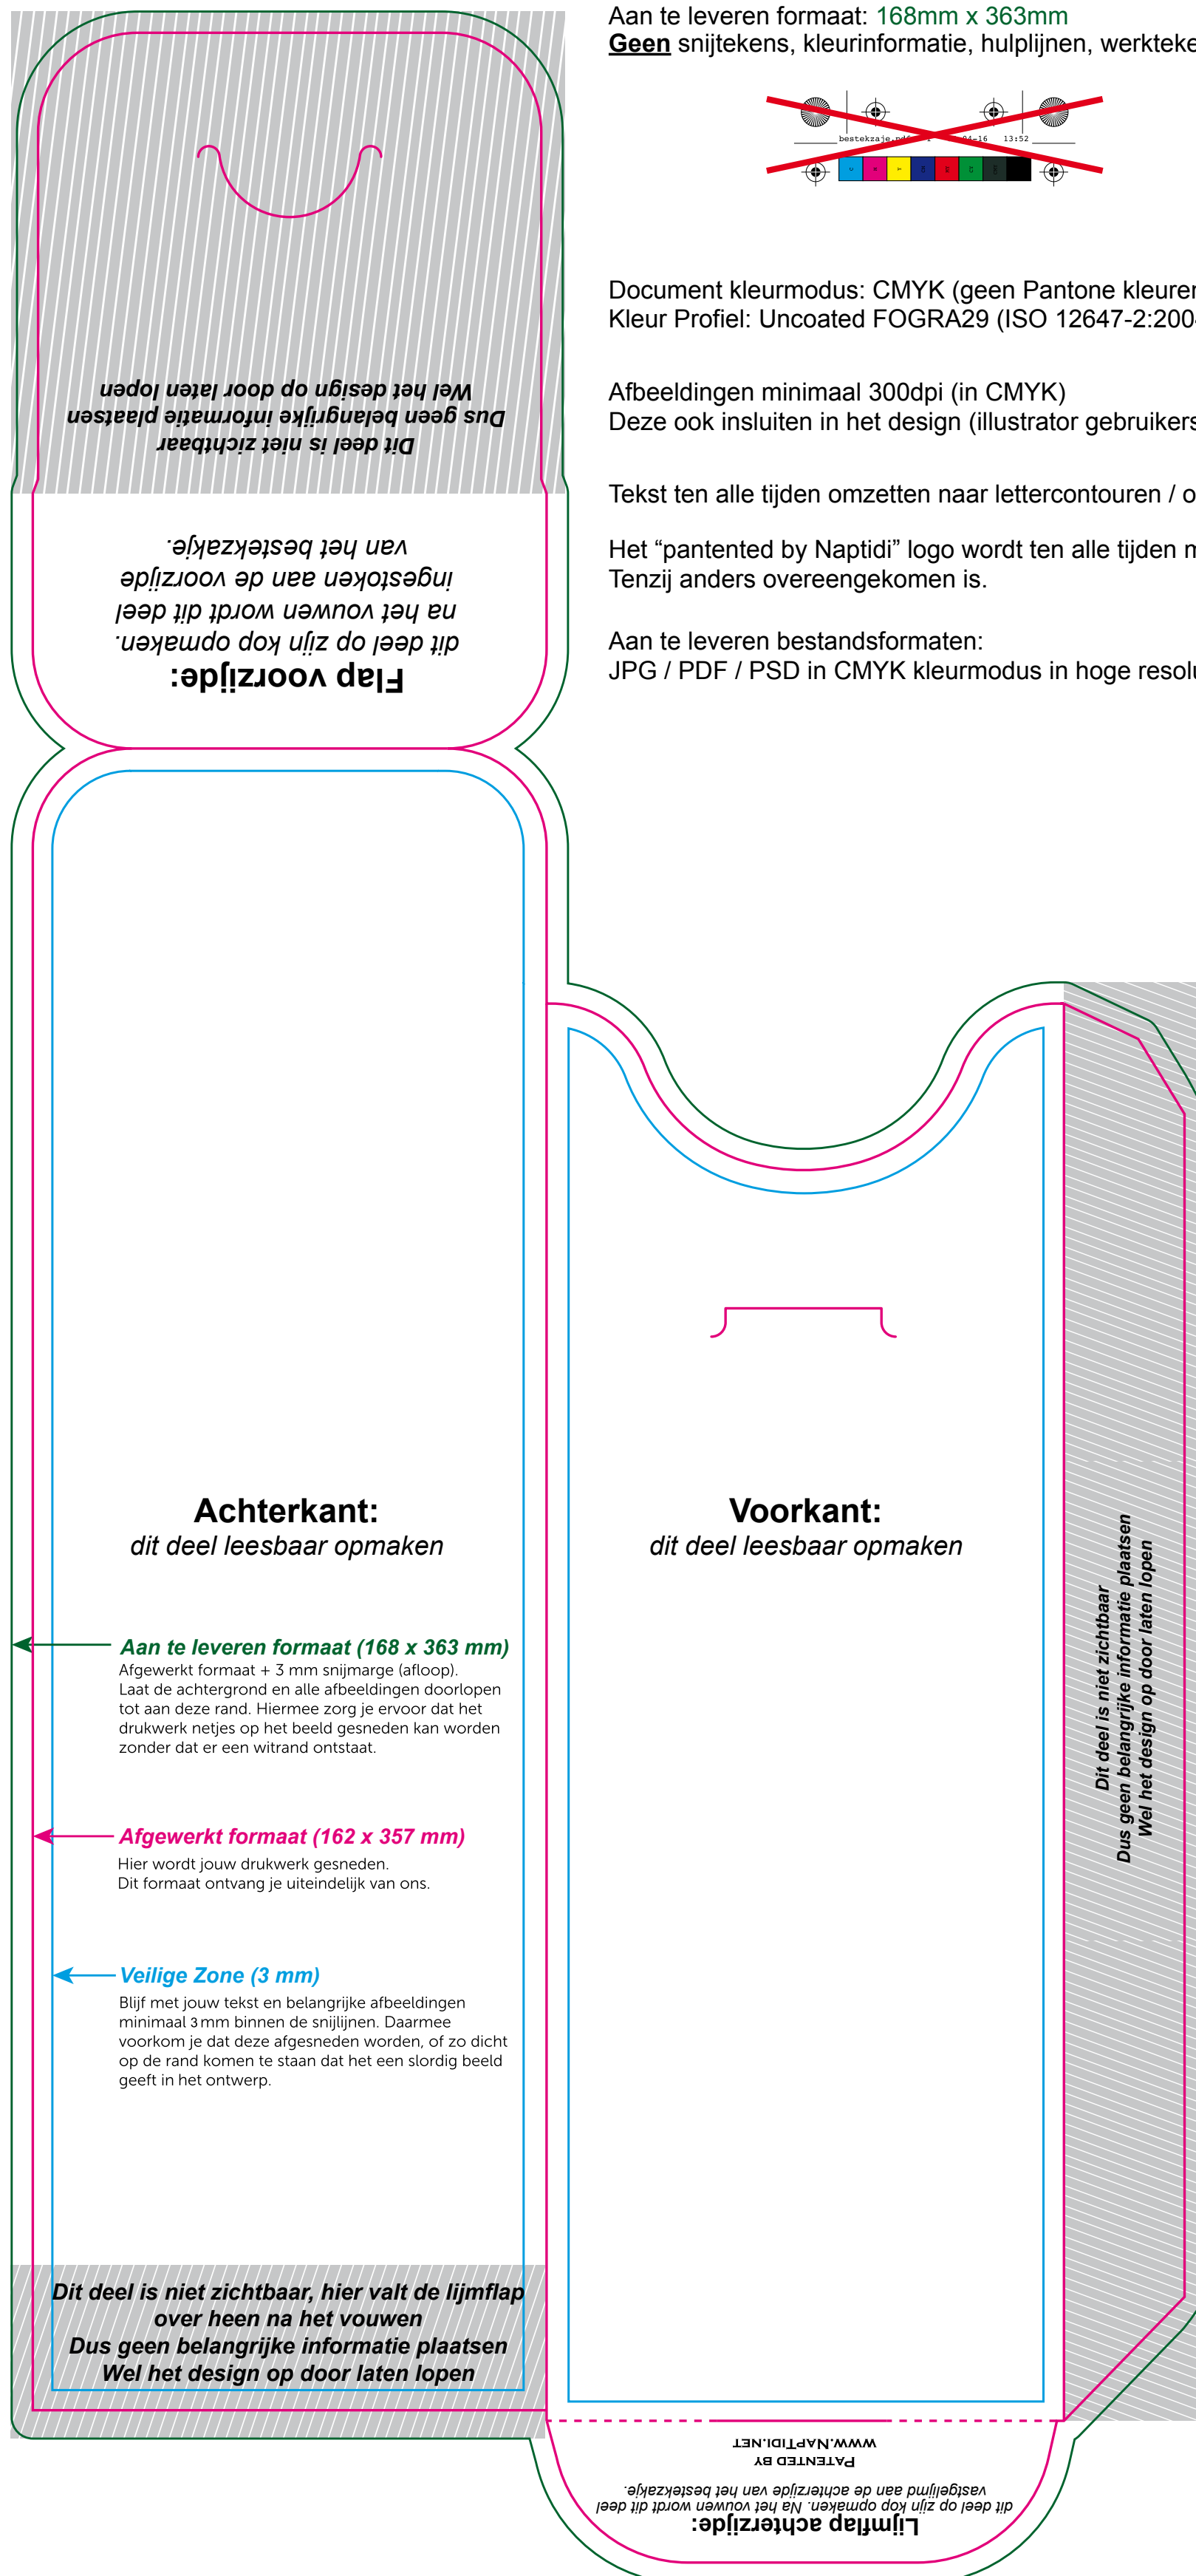 Aan te leveren formaat: 168mm x 363mm
Geen snijtekens, kleurinformatie, hulplijnen, werkteke
13:52
Document kleurmodus: CMYK (geen Pantone kleuren
Kleur Profiel: Uncoated FOGRA29 (ISO 12647-2:200
Afbeeldingen minimaal 300dpi (in CMYK)
Deze ook insluiten in het design (illustrator gebruikers
Tekst ten alle tijden omzetten naar lettercontouren / o
Het “pantented by Naptidi” logo wordt ten alle tijden
Tenzij anders overeengekomen is.
Aan te leveren bestandsformaten:
JPG / PDF / PSD in CMYK kleurmodus in hoge resolu
Dit deel is niet zichtbaar
Dus geen belangrijke informatie plaatsen
Wel het design op door laten lopen
Flap voorzijde:
dit deel op zijn kop opmaken.
na het vouwen wordt dit deel
ingestoken aan de voorzijde
van het bestekzakje.
Achterkant:
dit deel leesbaar opmaken
Aan te leveren formaat (168 x 363 mm)
Afgewerkt formaat + 3 mm snijmarge (afloop).
Laat de achtergrond en alle afbeeldingen doorlopen
tot aan deze rand. Hiermee zorg je ervoor dat het
drukwerk netjes op het beeld gesneden kan worden
zonder dat er een witrand ontstaat.
Afgewerkt formaat (162 x 357 mm)
Hier wordt jouw drukwerk gesneden.
Dit formaat ontvang je uiteindelijk van ons.
Veilige Zone (3 mm)
Blijf met jouw tekst en belangrijke afbeeldingen
minimaal 3 mm binnen de snijlijnen. Daarmee
voorkom je dat deze afgesneden worden, of zo dicht
op de rand komen te staan dat het een slordig beeld
geeft in het ontwerp.
Dit deel is niet zichtbaar, hier valt de lijmflap
over heen na het vouwen
Dus geen belangrijke informatie plaatsen
Wel het design op door laten lopen
Voorkant:
dit deel leesbaar opmaken
Dit deel is niet zichtbaar
Dus geen belangrijke informatie plaatsen
Wel het design op door laten lopen
Lijmflap achterzijde:
dit deel op zijn kop opmaken. Na het vouwen wordt dit deel
vastgelijmd aan de achterzijde van het bestekzakje.
PATENTED BY
WWW.NAPTIDI.NET